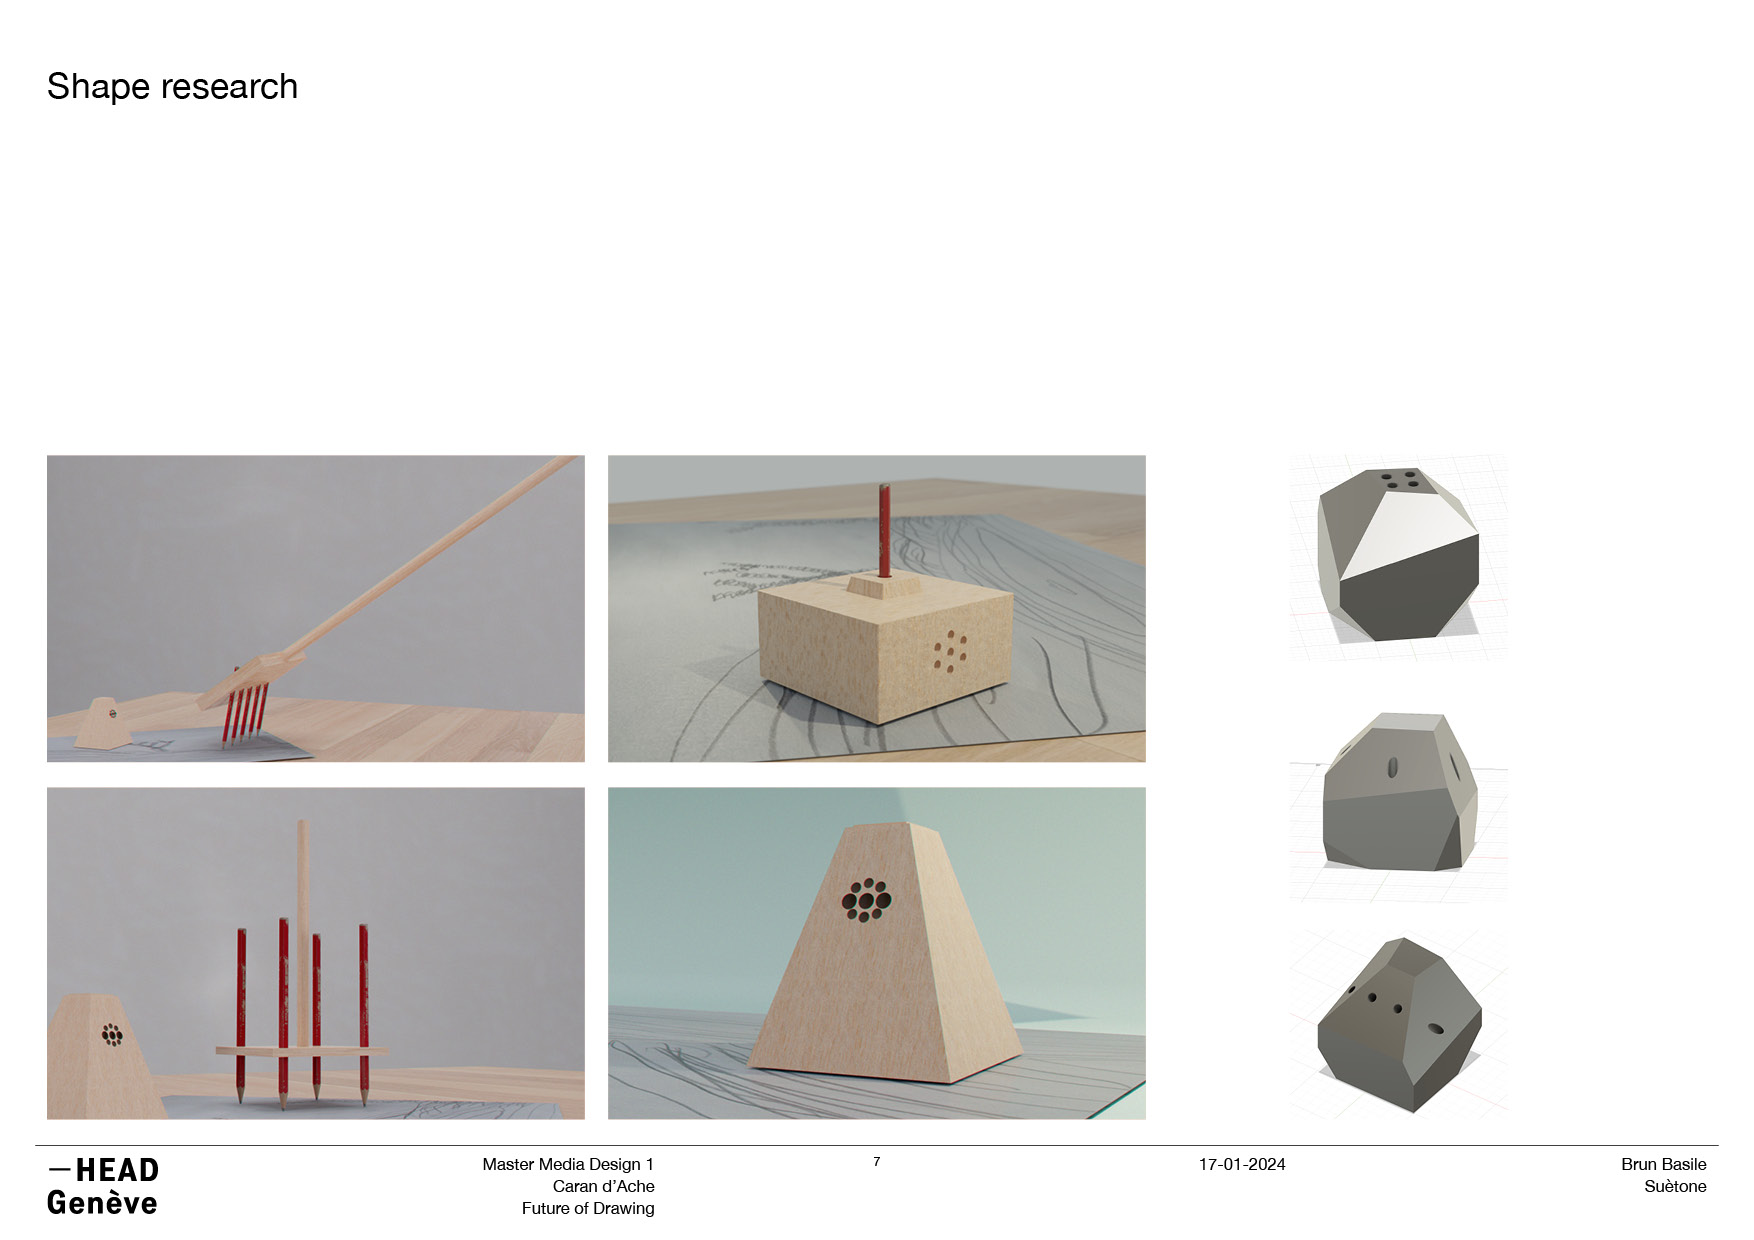 Shape research
—HEAD
Genève
Master Media Design 1
Caran d’Ache
Future of Drawing
7
17-01-2024
Brun Basile
Suètone